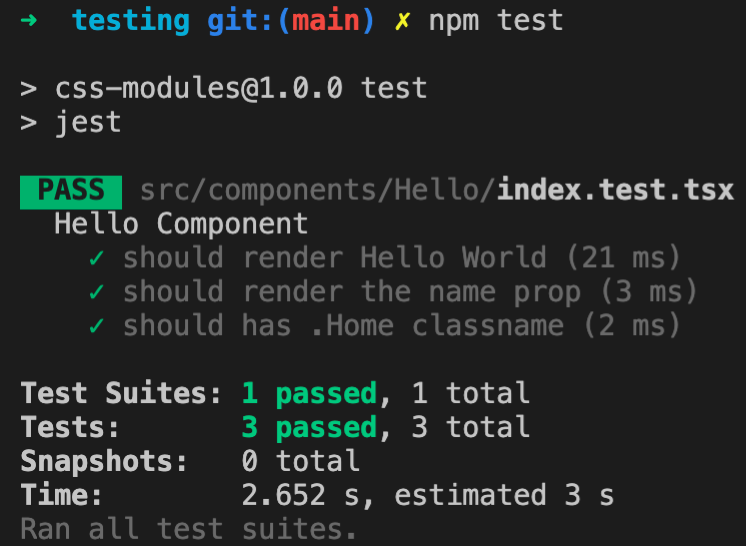 ➜ testing git:(main) ✗ npm test
> css-modules@1.0.0 test
> jest
PASS src/components/Hello/index.test.tsx
Hello Component
✓ should render Hello World (21 ms)
✓ should render the name prop (3 ms)
✓ should has .Home classname (2 ms)
Test Suites: 1 passed, 1 total
Tests: 3 passed, 3 total
Snapshots: 0 total
Time: 2.652 s, estimated 3 s
Ran all test suites.